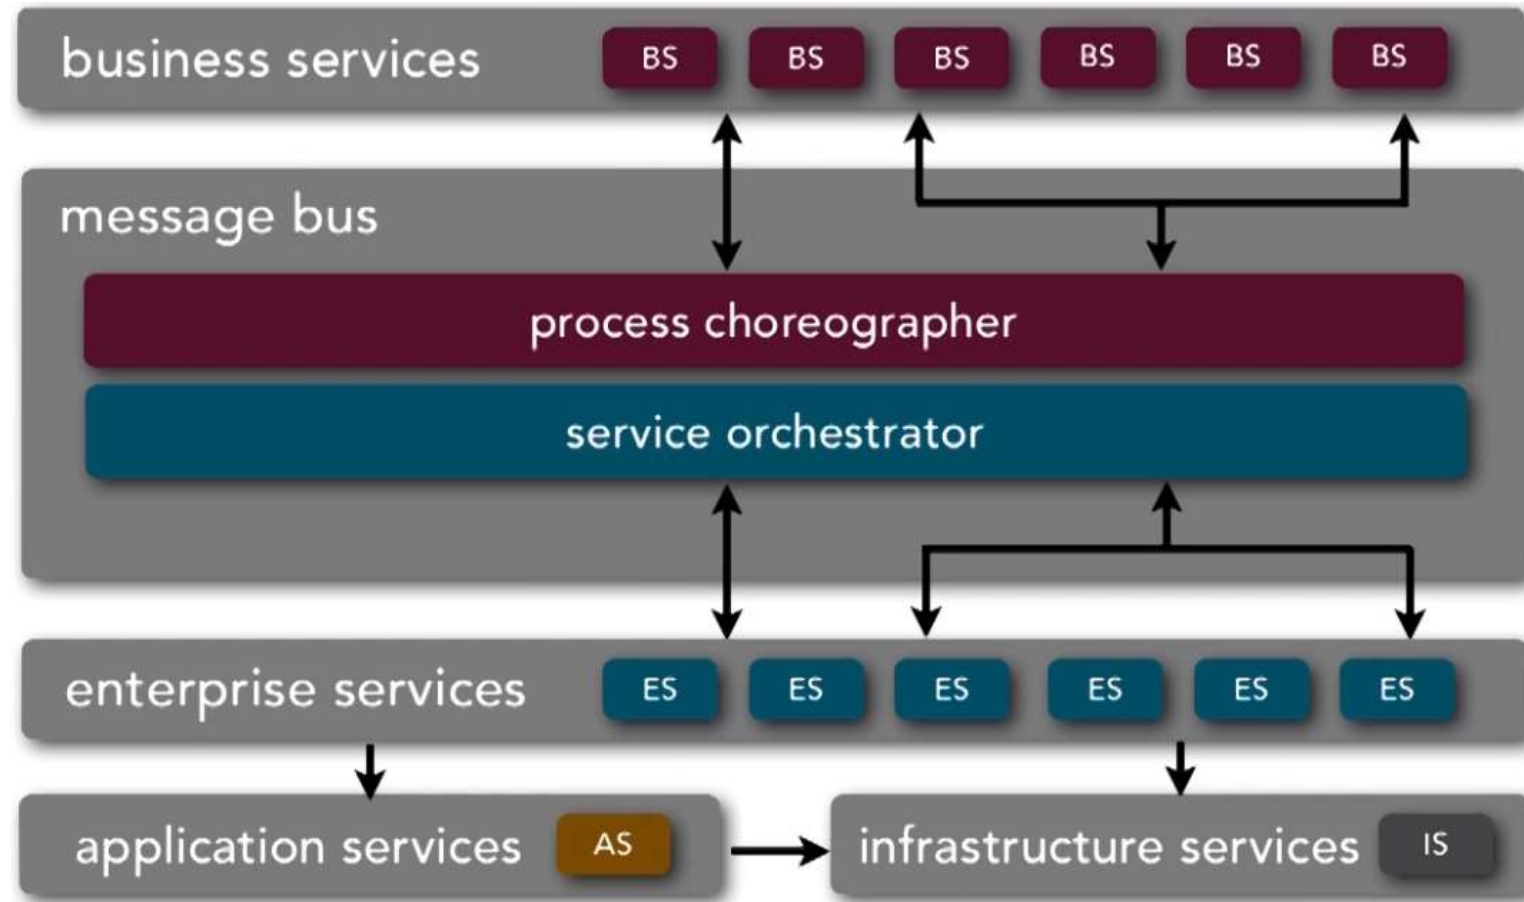 business services BS BS BS BS BS BS
message bus
process choreographer
service orchestrator
enterprise services ES ES ES ES ES ES
application services AS infrastructure services IS